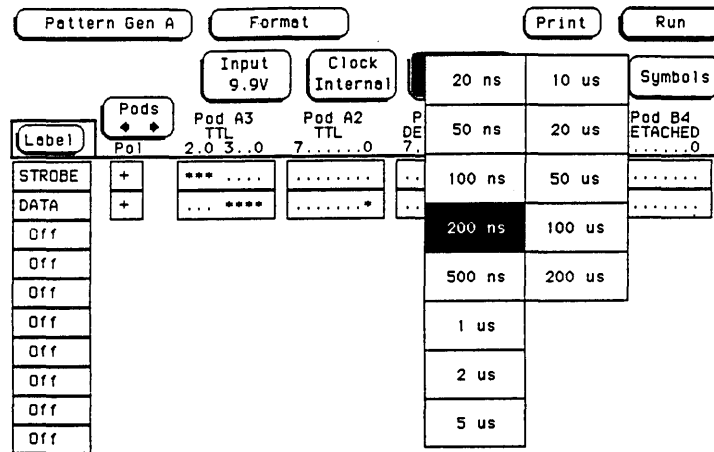 Pattern Gen A Format Print Run
Input 9.9V Clock Internal Symbols
Label Pods Pol Pod A3 TTL 2.0 3..0 Pod A2 TTL 7......0 P DE 7. Pod B4 ETACHED ......0
STROBE + *** .... ........ .. .......
DATA + ... **** .......* .. .......
Off
Off
Off
Off
Off
Off
Off
Off
20 ns 10 us
50 ns 20 us
100 ns 50 us
200 ns 100 us
500 ns 200 us
1 us
2 us
5 us